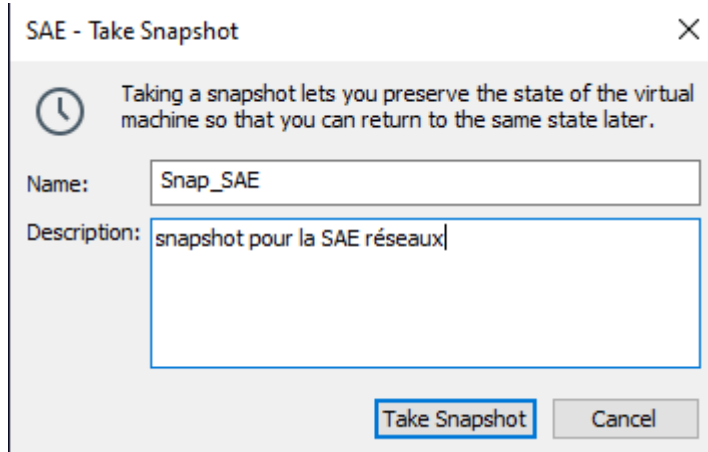 SAE - Take Snapshot
Taking a snapshot lets you preserve the state of the virtual
machine so that you can return to the same state later.
Name: Snap_SAE
Description: snapshot pour la SAE réseaux
Take Snapshot Cancel